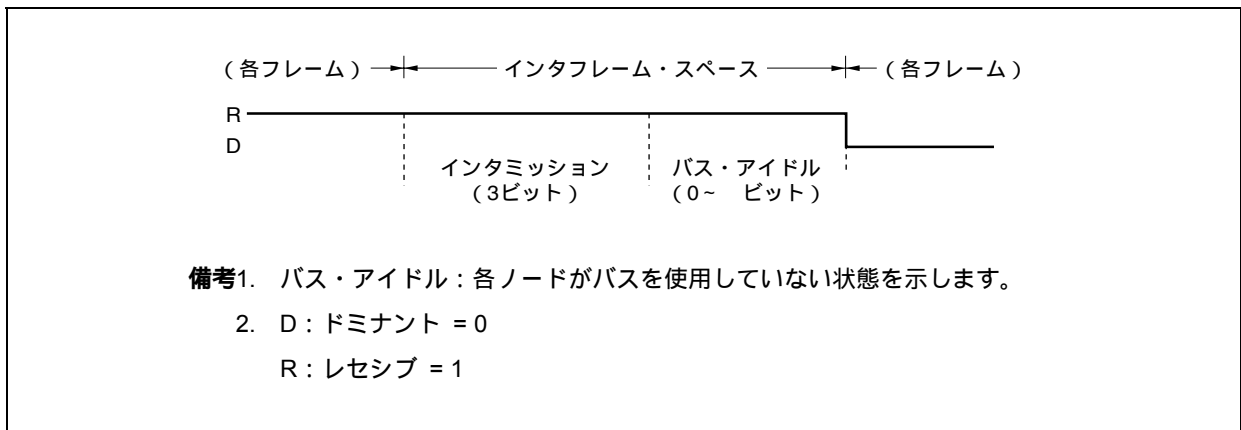 (各フレーム) インタフレーム・スペース (各フレーム)
R
D
インタミッション バス・アイドル
(3ビット) (0~ ビット)
備考1. バス・アイドル：各ノードがバスを使用していない状態を示します。
2. D：ドミナント = 0
R：レセシブ = 1